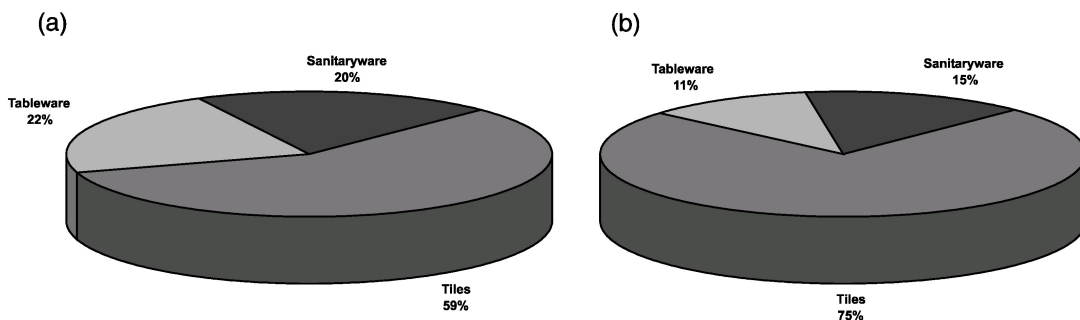 (a)
Sanitaryware
20%
Tableware
22%
Tiles
59%
(b)
Tableware
11%
Sanitaryware
15%
Tiles
75%